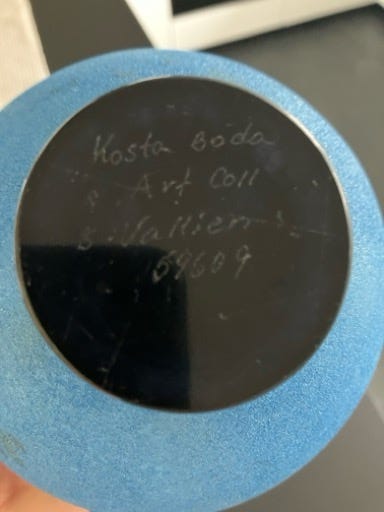 Kosta Boda
Art Coll
B Vallien
59609